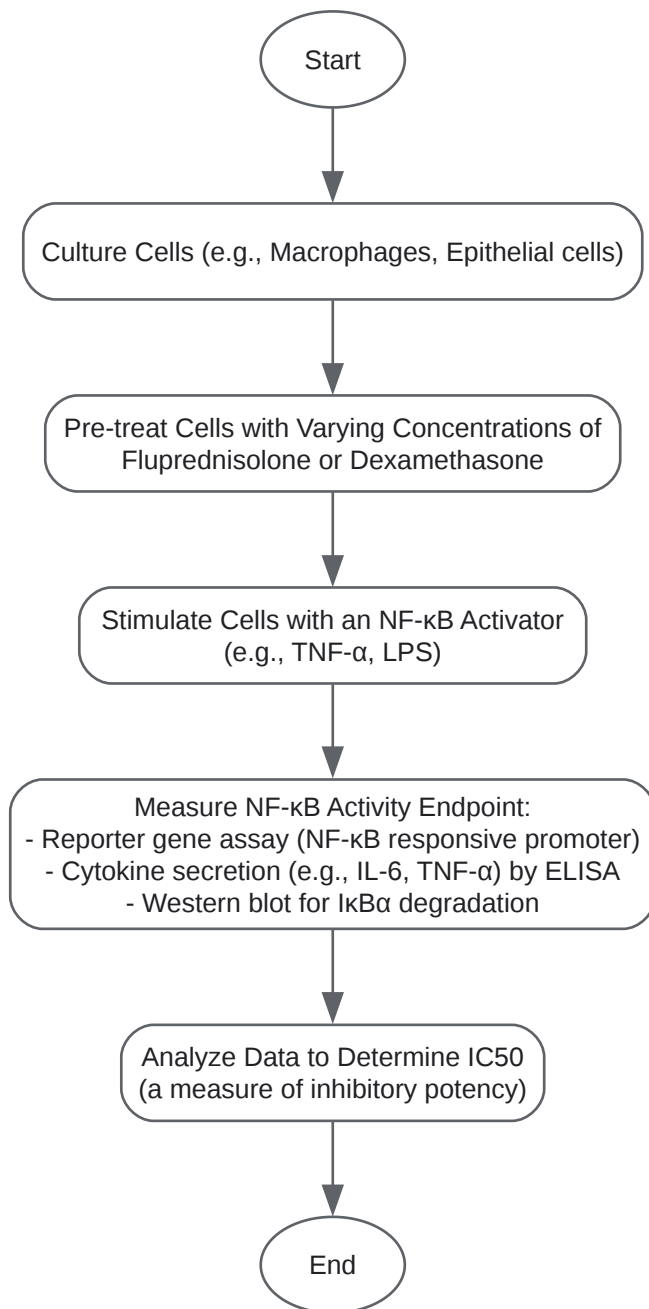 Start
Culture Cells (e.g., Macrophages, Epithelial cells)
Pre-treat Cells with Varying Concentrations of
Fluprednisolone or Dexamethasone
Stimulate Cells with an NF-κB Activator
(e.g., TNF-α, LPS)
Measure NF-κB Activity Endpoint:
- Reporter gene assay (NF-κB responsive promoter)
- Cytokine secretion (e.g., IL-6, TNF-α) by ELISA
- Western blot for IκBα degradation
Analyze Data to Determine IC50
(a measure of inhibitory potency)
End